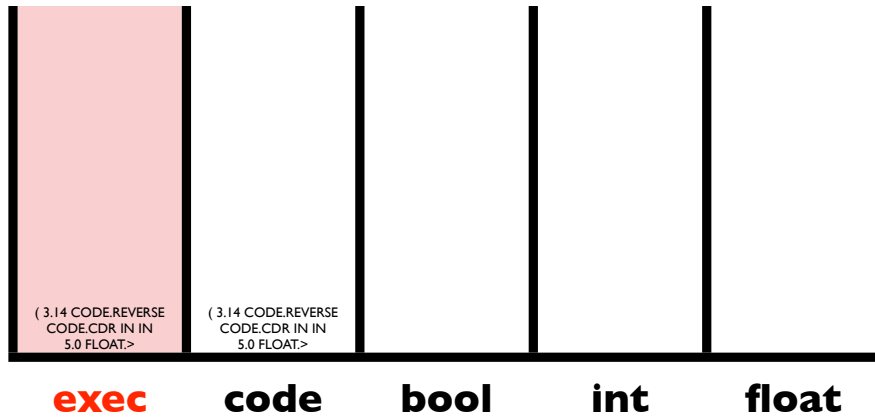 ( 3.14 CODE.REVERSE
CODE.CDR IN IN
5.0 FLOAT.>
( 3.14 CODE.REVERSE
CODE.CDR IN IN
5.0 FLOAT.>
exec code bool int float